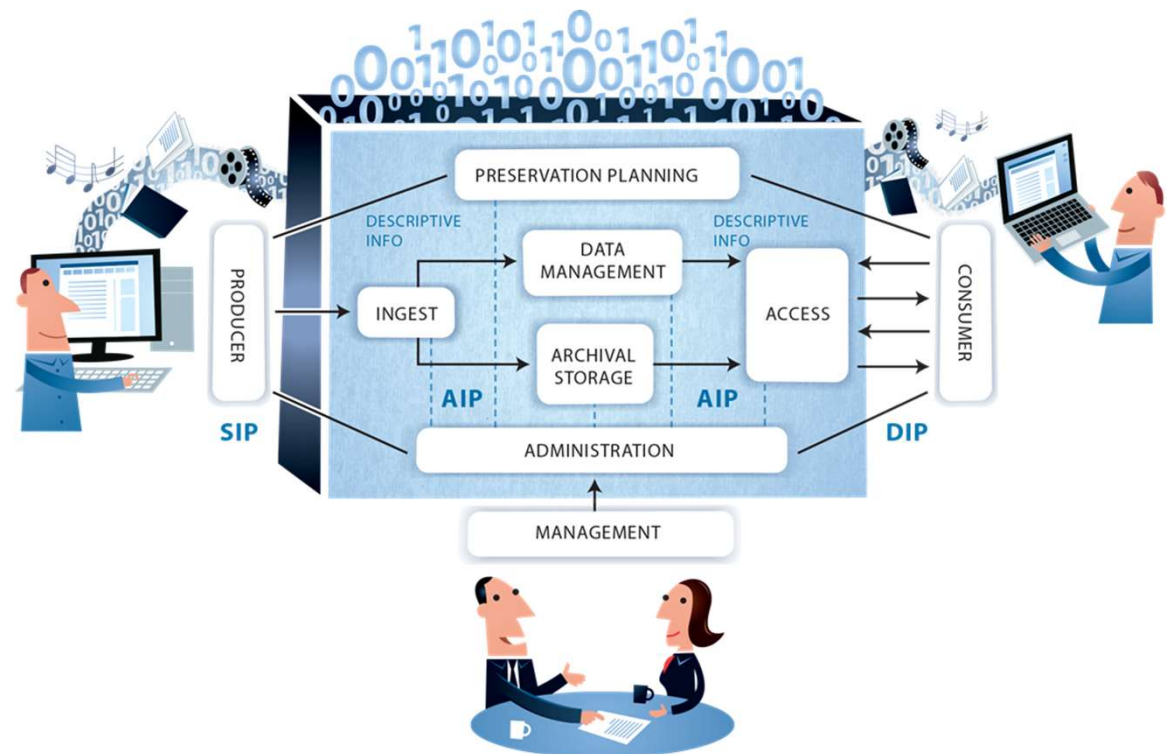 PRESERVATION PLANNING
DESCRIPTIVE
INFO
DESCRIPTIVE
INFO
DATA
MANAGEMENT
PRODUCER
INGEST
ACCESS
CONSUMER
ARCHIVAL
STORAGE
AIP
AIP
SIP
DIP
ADMINISTRATION
MANAGEMENT